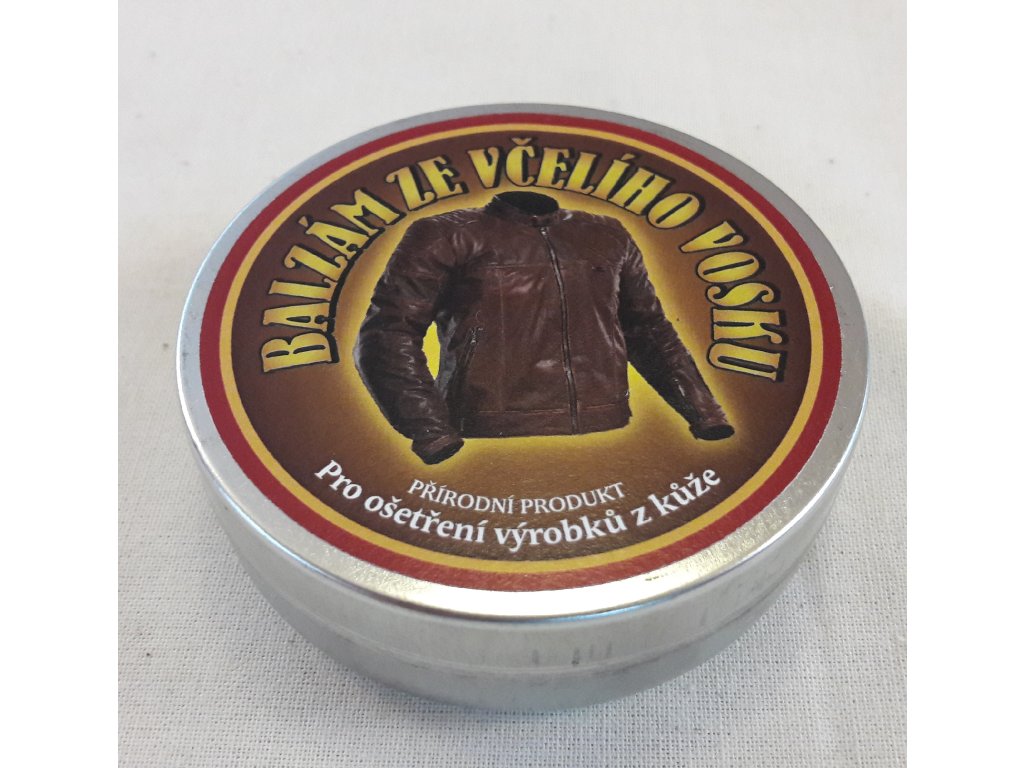 BALZÁM ZE VČELÍHO VOSKU
PŘÍRODNÍ PRODUKT
Pro ošetření výrobků z kůže